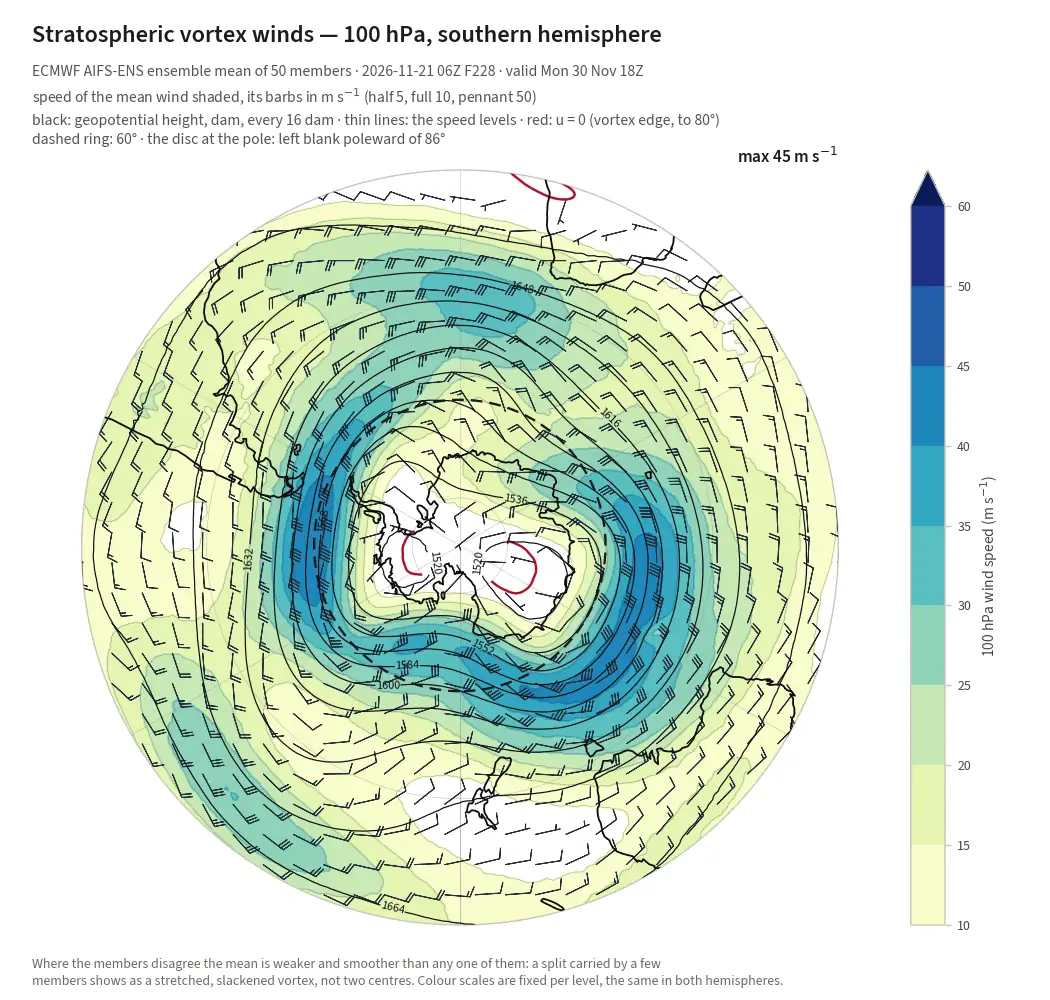 Stratospheric vortex winds — 100 hPa, southern hemisphere
ECMWF AIFS-ENS ensemble mean of 50 members · 2026-11-21 06Z F228 · valid Mon 30 Nov 18Z
speed of the mean wind shaded, its barbs in m s⁻¹ (half 5, full 10, pennant 50)
black: geopotential height, dam, every 16 dam · thin lines: the speed levels · red: u = 0 (vortex edge, to 80°)
dashed ring: 60° · the disc at the pole: left blank poleward of 86°
max 45 m s⁻¹
60
50
45
40
35
30
25
20
15
10
100 hPa wind speed (m s⁻¹)
1648
1616
1536
1632
1520
1520
1552
1584
1600
1664
Where the members disagree the mean is weaker and smoother than any one of them: a split carried by a few
members shows as a stretched, slackened vortex, not two centres. Colour scales are fixed per level, the same in both hemispheres.